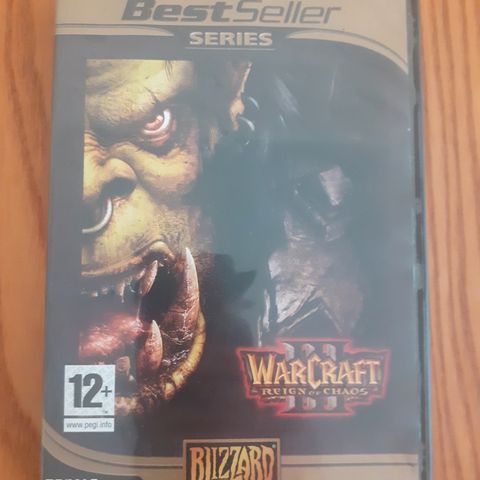 BestSeller
SERIES
WARCRAFT
III
REIGN OF CHAOS
12+
www.pegi.info
BLIZZARD